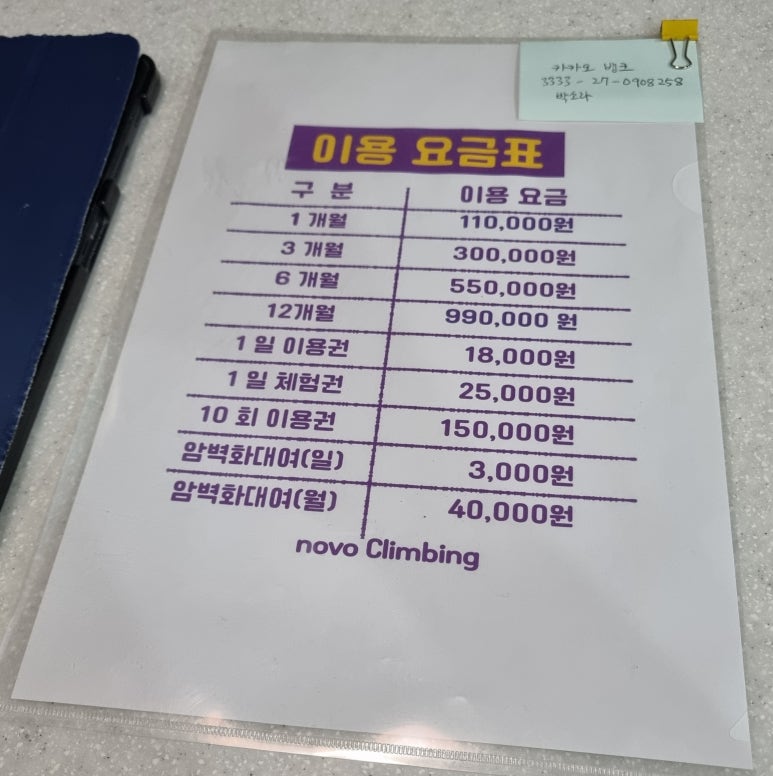 카카오 뱅크
3333-27-0908258
박소라
이용 요금표
구 분 이용 요금
1 개월 110,000원
3 개월 300,000원
6 개월 550,000원
12개월 990,000 원
1 일 이용권 18,000원
1 일 체험권 25,000원
10 회 이용권 150,000원
암벽화대여(일) 3,000원
암벽화대여(월) 40,000원
novo Climbing